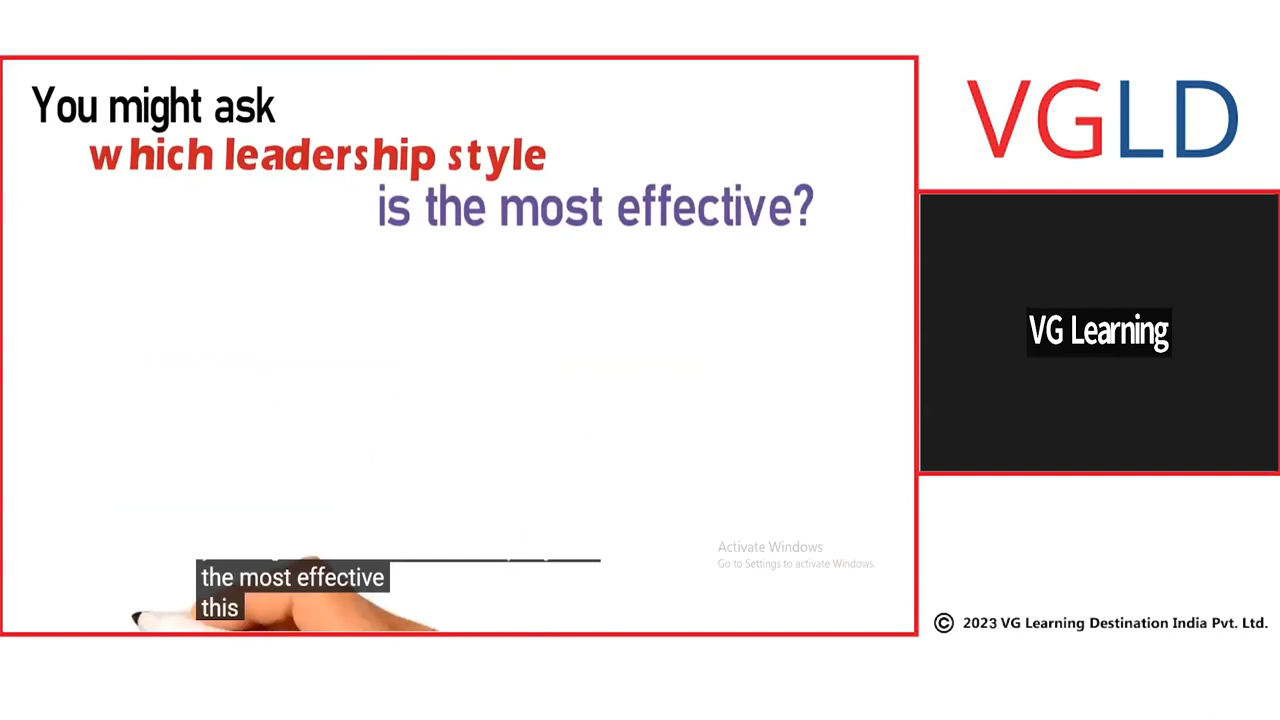 You might ask
which leadership style
is the most effective?
VGLD
VG Learning
Activate Windows
Go to Settings to activate Windows.
the most effective
this
© 2023 VG Learning Destination India Pvt. Ltd.